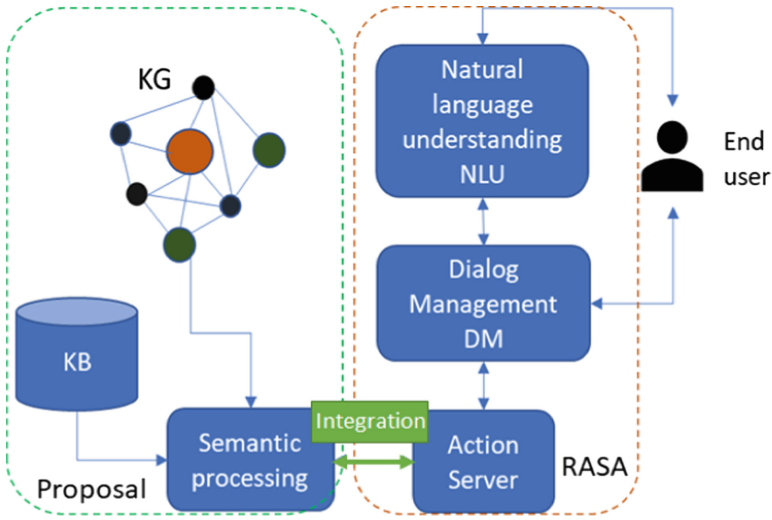 KG
KB
Semantic
processing
Proposal
Integration
Natural
language
understanding
NLU
Dialog
Management
DM
Action
Server
RASA
End
user